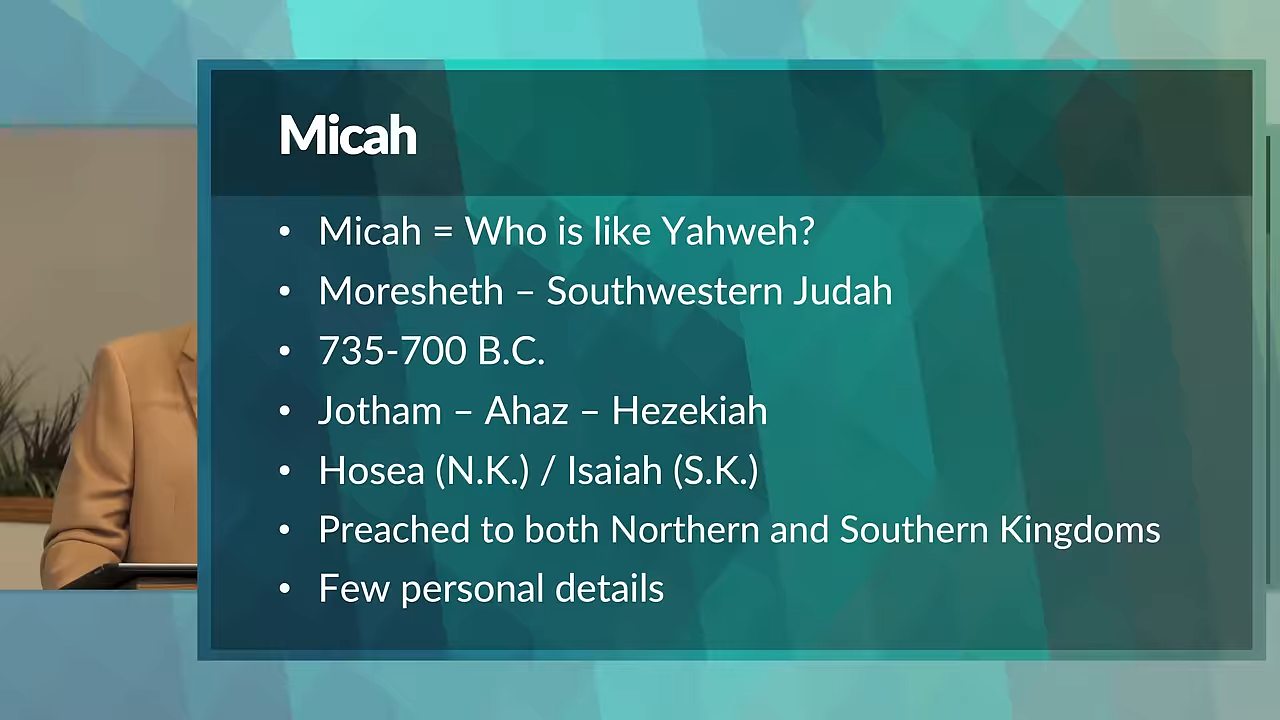 Micah
• Micah = Who is like Yahweh?
• Moresheth – Southwestern Judah
• 735-700 B.C.
• Jotham – Ahaz – Hezekiah
• Hosea (N.K.) / Isaiah (S.K.)
• Preached to both Northern and Southern Kingdoms
• Few personal details